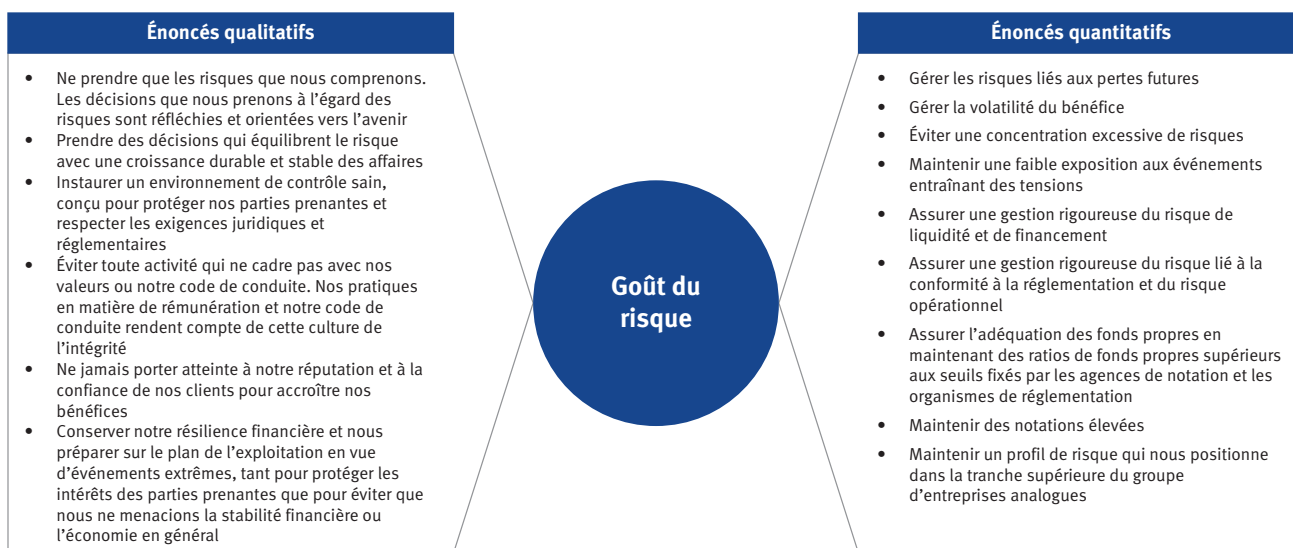 Énoncés qualitatifs
• Ne prendre que les risques que nous comprenons.
Les décisions que nous prenons à l’égard des
risques sont réfléchies et orientées vers l’avenir
• Prendre des décisions qui équilibrent le risque
avec une croissance durable et stable des affaires
• Instaurer un environnement de contrôle sain,
conçu pour protéger nos parties prenantes et
respecter les exigences juridiques et
réglementaires
• Éviter toute activité qui ne cadre pas avec nos
valeurs ou notre code de conduite. Nos pratiques
en matière de rémunération et notre code de
conduite rendent compte de cette culture de
l’intégrité
• Ne jamais porter atteinte à notre réputation et à la
confiance de nos clients pour accroître nos
bénéfices
• Conserver notre résilience financière et nous
préparer sur le plan de l’exploitation en vue
d’événements extrêmes, tant pour protéger les
intérêts des parties prenantes que pour éviter que
nous ne menacions la stabilité financière ou
l’économie en général
Goût du
risque
Énoncés quantitatifs
• Gérer les risques liés aux pertes futures
• Gérer la volatilité du bénéfice
• Éviter une concentration excessive de risques
• Maintenir une faible exposition aux événements
entraînant des tensions
• Assurer une gestion rigoureuse du risque de
liquidité et de financement
• Assurer une gestion rigoureuse du risque lié à la
conformité à la réglementation et du risque
opérationnel
• Assurer l’adéquation des fonds propres en
maintenant des ratios de fonds propres supérieurs
aux seuils fixés par les agences de notation et les
organismes de réglementation
• Maintenir des notations élevées
• Maintenir un profil de risque qui nous positionne
dans la tranche supérieure du groupe
d’entreprises analogues